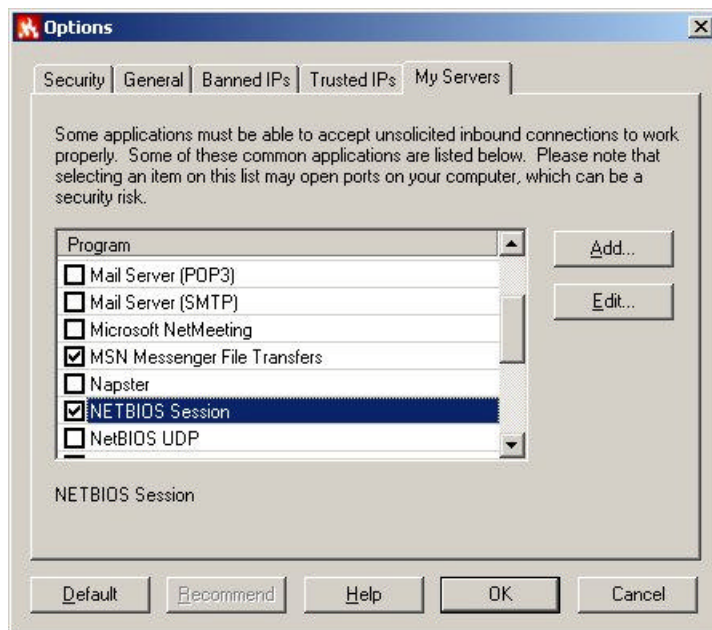 Options
Security General Banned IPs Trusted IPs My Servers
Some applications must be able to accept unsolicited inbound connections to work
properly. Some of these common applications are listed below. Please note that
selecting an item on this list may open ports on your computer, which can be a
security risk.
Program
Mail Server (POP3)
Mail Server (SMTP)
Microsoft NetMeeting
MSN Messenger File Transfers
Napster
NETBIOS Session
NetBIOS UDP
Add...
Edit...
NETBIOS Session
Default Recommend Help OK Cancel